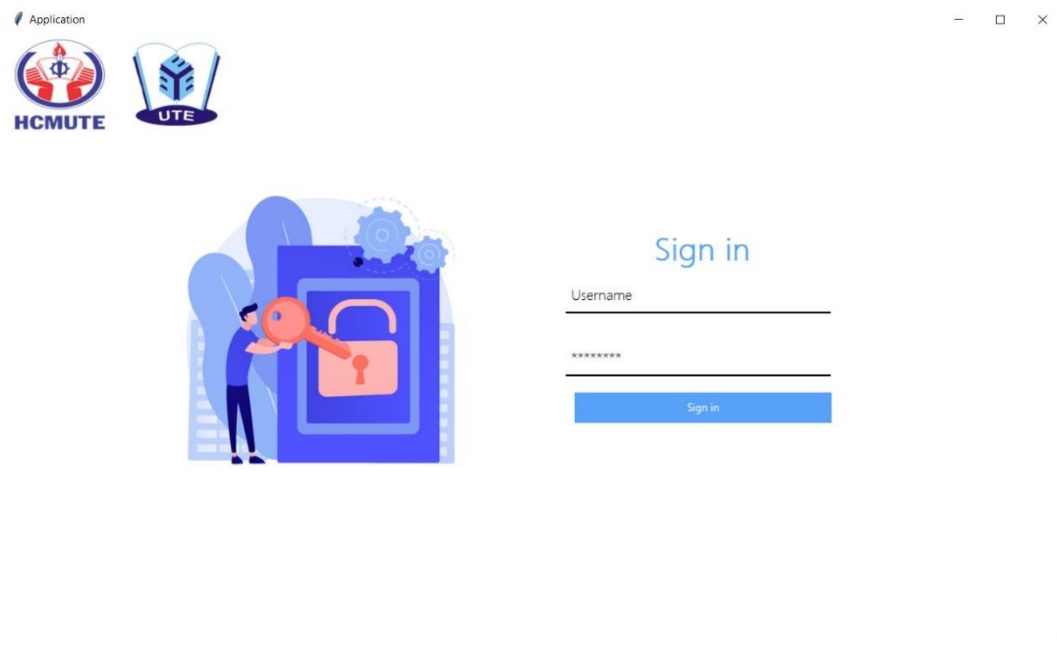 Application
HCMUTE
UTE
Sign in
Username
********
Sign in